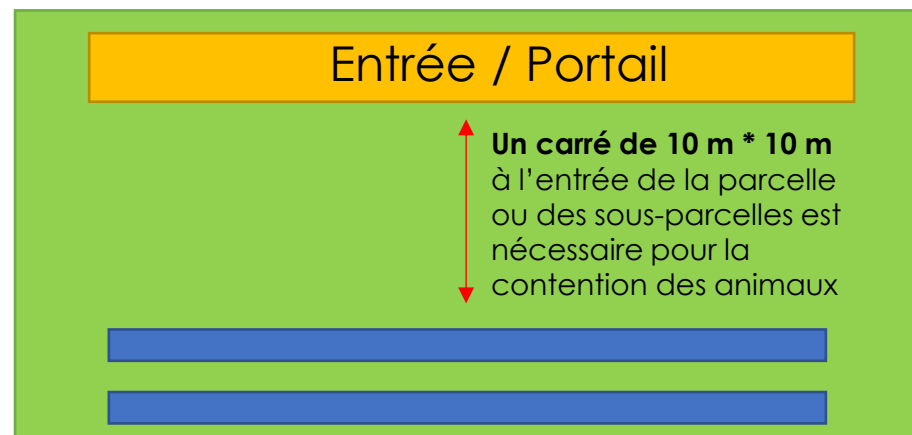 Entrée / Portail
Un carré de 10 m * 10 m
à l’entrée de la parcelle
ou des sous-parcelles est
nécessaire pour la
contention des animaux